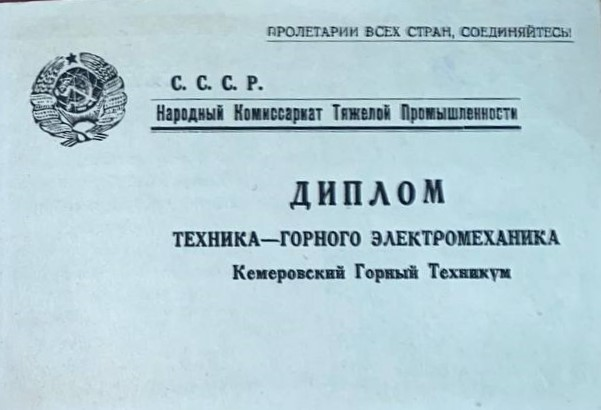 ПРОЛЕТАРИИ ВСЕХ СТРАН, СОЕДИНЯЙТЕСЬ!
С. С. С. Р.
Народный Комиссариат Тяжелой Промышленности
ДИПЛОМ
ТЕХНИКА—ГОРНОГО ЭЛЕКТРОМЕХАНИКА
Кемеровский Горный Техникум